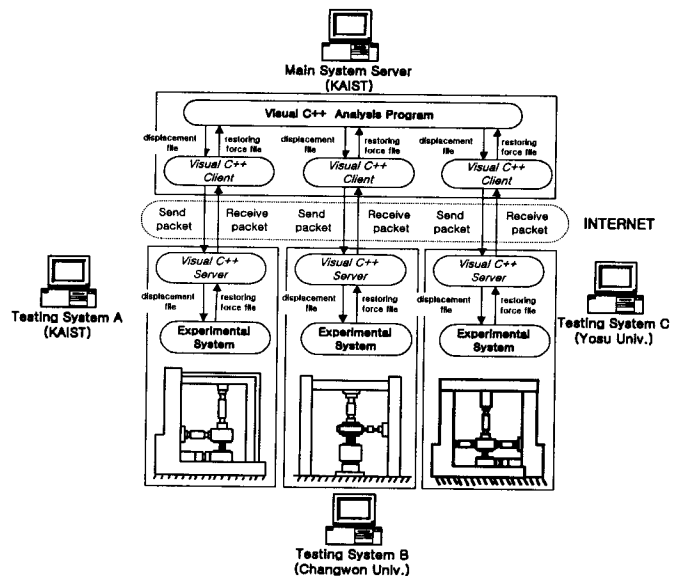 Main System Server
(KAIST)
Visual C++ Analysis Program
displacement
file
restoring
force file
displacement
file
restoring
force file
displacement
file
restoring
force file
Visual C++
Client
Visual C++
Client
Visual C++
Client
Send
packet
Receive
packet
Send
packet
Receive
packet
Send
packet
Receive
packet
INTERNET
Visual C++
Server
Visual C++
Server
Visual C++
Server
displacement
file
restoring
force file
displacement
file
restoring
force file
displacement
file
restoring
force file
Testing System A
(KAIST)
Testing System C
(Yosu Univ.)
Experimental
System
Experimental
System
Experimental
System
Testing System B
(Changwon Univ.)